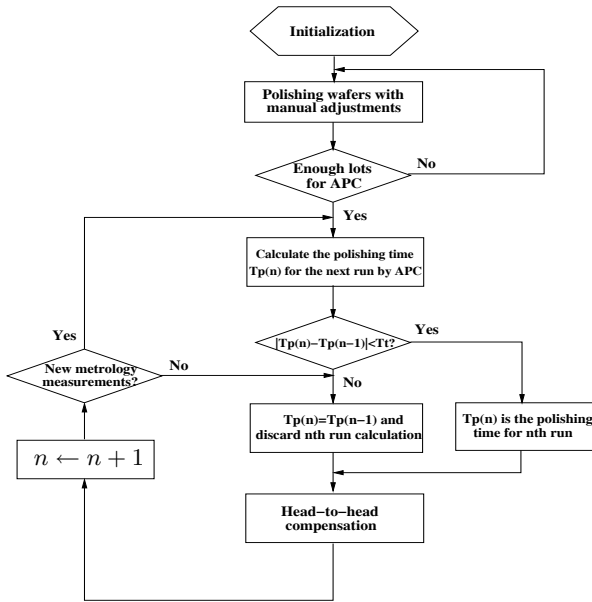 Initialization
Polishing wafers with
manual adjustments
Enough lots
for APC
No
Yes
Calculate the polishing time
Tp(n) for the next run by APC
Yes
|Tp(n)−Tp(n−1)|<Tt?
Yes
New metrology
measurements?
No
No
Tp(n)=Tp(n−1) and
discard nth run calculation
Tp(n) is the polishing
time for nth run
n ← n + 1
Head−to−head
compensation